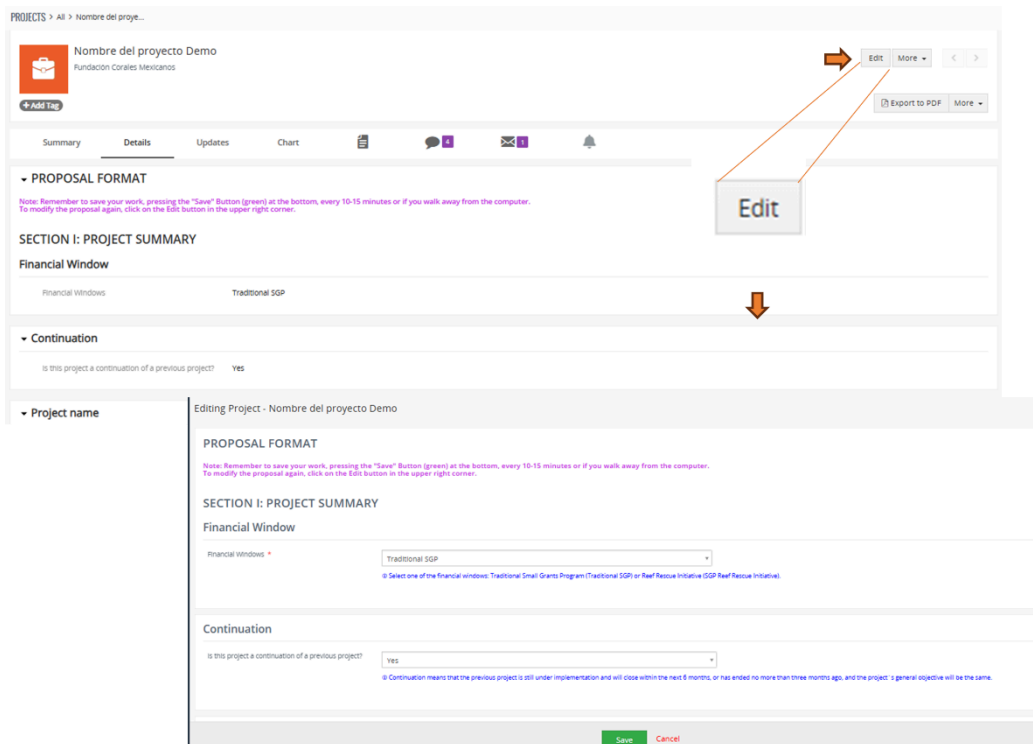 PROJECTS > All > Nombre del proye...
Nombre del proyecto Demo
Fundación Corales Mexicanos
Edit More
+ Add Tag
Export to PDF More
Summary Details Updates Chart 4 1
PROPOSAL FORMAT
Note: Remember to save your work, pressing the "Save" Button (green) at the bottom, every 10-15 minutes or if you walk away from the computer.
To modify the proposal again, click on the Edit button in the upper right corner.
Edit
SECTION I: PROJECT SUMMARY
Financial Window
Financial Windows Traditional SGP
Continuation
Is this project a continuation of a previous project? Yes
Project name
Editing Project - Nombre del proyecto Demo
PROPOSAL FORMAT
Note: Remember to save your work, pressing the "Save" Button (green) at the bottom, every 10-15 minutes or if you walk away from the computer.
To modify the proposal again, click on the Edit button in the upper right corner.
SECTION I: PROJECT SUMMARY
Financial Window
Financial Windows * Traditional SGP
Select one of the financial windows: Traditional Small Grants Program (Traditional SGP) or Reef Rescue Initiative (SGP Reef Rescue Initiative).
Continuation
Is this project a continuation of a previous project? Yes
Continuation means that the previous project is still under implementation and will close within the next 6 months, or has ended no more than three months ago, and the project´s general objective will be the same.
Save Cancel